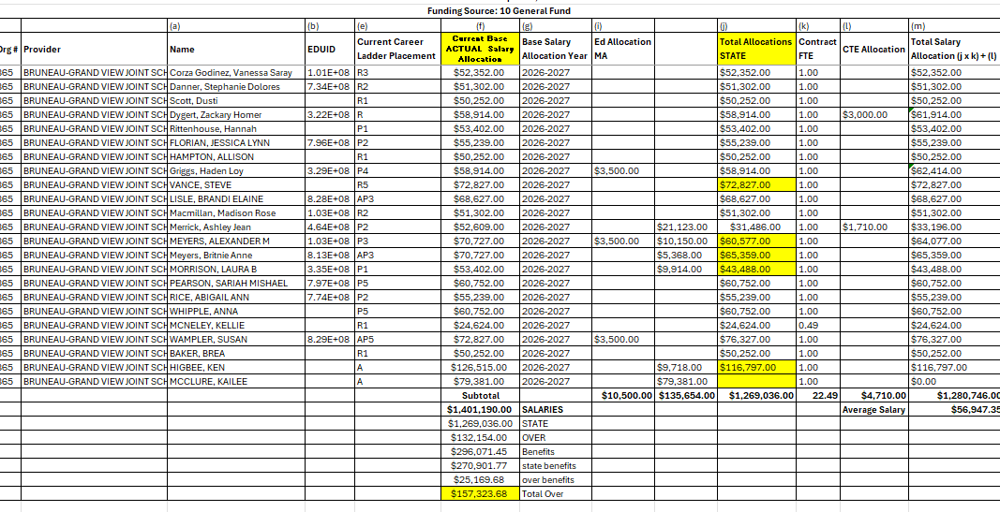 Funding Source: 10 General Fund
(a) (b) (e) (f) (g) (i) (j) (k) (l) (m)
Org # Provider Name EDUID Current Career Ladder Placement Current Base ACTUAL Salary Allocation Base Salary Allocation Year Ed Allocation MA Total Allocations STATE Contract FTE CTE Allocation Total Salary Allocation (j x k) + (l)
365 BRUNEAU-GRAND VIEW JOINT SCH Corza Godinez, Vanessa Saray 1.01E+08 R3 $52,352.00 2026-2027 $52,352.00 1.00 $52,352.00
365 BRUNEAU-GRAND VIEW JOINT SCH Danner, Stephanie Dolores 7.34E+08 R2 $51,302.00 2026-2027 $51,302.00 1.00 $51,302.00
365 BRUNEAU-GRAND VIEW JOINT SCH Scott, Dusti R1 $50,252.00 2026-2027 $50,252.00 1.00 $50,252.00
365 BRUNEAU-GRAND VIEW JOINT SCH Dygert, Zackary Homer 3.22E+08 R $58,914.00 2026-2027 $58,914.00 1.00 $3,000.00 $61,914.00
365 BRUNEAU-GRAND VIEW JOINT SCH Rittenhouse, Hannah P1 $53,402.00 2026-2027 $53,402.00 1.00 $53,402.00
365 BRUNEAU-GRAND VIEW JOINT SCH FLORIAN, JESSICA LYNN 7.96E+08 P2 $55,239.00 2026-2027 $55,239.00 1.00 $55,239.00
365 BRUNEAU-GRAND VIEW JOINT SCH HAMPTON, ALLISON R1 $50,252.00 2026-2027 $50,252.00 1.00 $50,252.00
365 BRUNEAU-GRAND VIEW JOINT SCH Griggs, Haden Loy 3.29E+08 P4 $58,914.00 2026-2027 $3,500.00 $58,914.00 1.00 $62,414.00
365 BRUNEAU-GRAND VIEW JOINT SCH VANCE, STEVE R5 $72,827.00 2026-2027 $72,827.00 1.00 $72,827.00
365 BRUNEAU-GRAND VIEW JOINT SCH LISLE, BRANDI ELAINE 8.28E+08 AP3 $68,627.00 2026-2027 $68,627.00 1.00 $68,627.00
365 BRUNEAU-GRAND VIEW JOINT SCH Macmillan, Madison Rose 1.03E+08 R2 $51,302.00 2026-2027 $51,302.00 1.00 $51,302.00
365 BRUNEAU-GRAND VIEW JOINT SCH Merrick, Ashley Jean 4.64E+08 P2 $52,609.00 2026-2027 $21,123.00 $31,486.00 1.00 $1,710.00 $33,196.00
365 BRUNEAU-GRAND VIEW JOINT SCH MEYERS, ALEXANDER M 1.03E+08 P3 $70,727.00 2026-2027 $3,500.00 $10,150.00 $60,577.00 1.00 $64,077.00
365 BRUNEAU-GRAND VIEW JOINT SCH Meyers, Britnie Anne 8.13E+08 AP3 $70,727.00 2026-2027 $5,368.00 $65,359.00 1.00 $65,359.00
365 BRUNEAU-GRAND VIEW JOINT SCH MORRISON, LAURA B 3.35E+08 P1 $53,402.00 2026-2027 $9,914.00 $43,488.00 1.00 $43,488.00
365 BRUNEAU-GRAND VIEW JOINT SCH PEARSON, SARIAH MISHAEL 7.97E+08 P5 $60,752.00 2026-2027 $60,752.00 1.00 $60,752.00
365 BRUNEAU-GRAND VIEW JOINT SCH RICE, ABIGAIL ANN 7.74E+08 P2 $55,239.00 2026-2027 $55,239.00 1.00 $55,239.00
365 BRUNEAU-GRAND VIEW JOINT SCH WHIPPLE, ANNA P5 $60,752.00 2026-2027 $60,752.00 1.00 $60,752.00
365 BRUNEAU-GRAND VIEW JOINT SCH MCNELEY, KELLIE R1 $24,624.00 2026-2027 $24,624.00 0.49 $24,624.00
365 BRUNEAU-GRAND VIEW JOINT SCH WAMPLER, SUSAN 8.29E+08 AP5 $72,827.00 2026-2027 $3,500.00 $76,327.00 1.00 $76,327.00
365 BRUNEAU-GRAND VIEW JOINT SCH BAKER, BREA R1 $50,252.00 2026-2027 $50,252.00 1.00 $50,252.00
365 BRUNEAU-GRAND VIEW JOINT SCH HIGBEE, KEN A $126,515.00 2026-2027 $9,718.00 $116,797.00 1.00 $116,797.00
365 BRUNEAU-GRAND VIEW JOINT SCH MCCLURE, KAILEE A $79,381.00 2026-2027 $79,381.00 1.00 $0.00
Subtotal $10,500.00 $135,654.00 $1,269,036.00 22.49 $4,710.00 $1,280,746.00
$1,401,190.00 SALARIES Average Salary $56,947.35
$1,269,036.00 STATE
$132,154.00 OVER
$296,071.45 Benefits
$270,901.77 state benefits
$25,169.68 over benefits
$157,323.68 Total Over